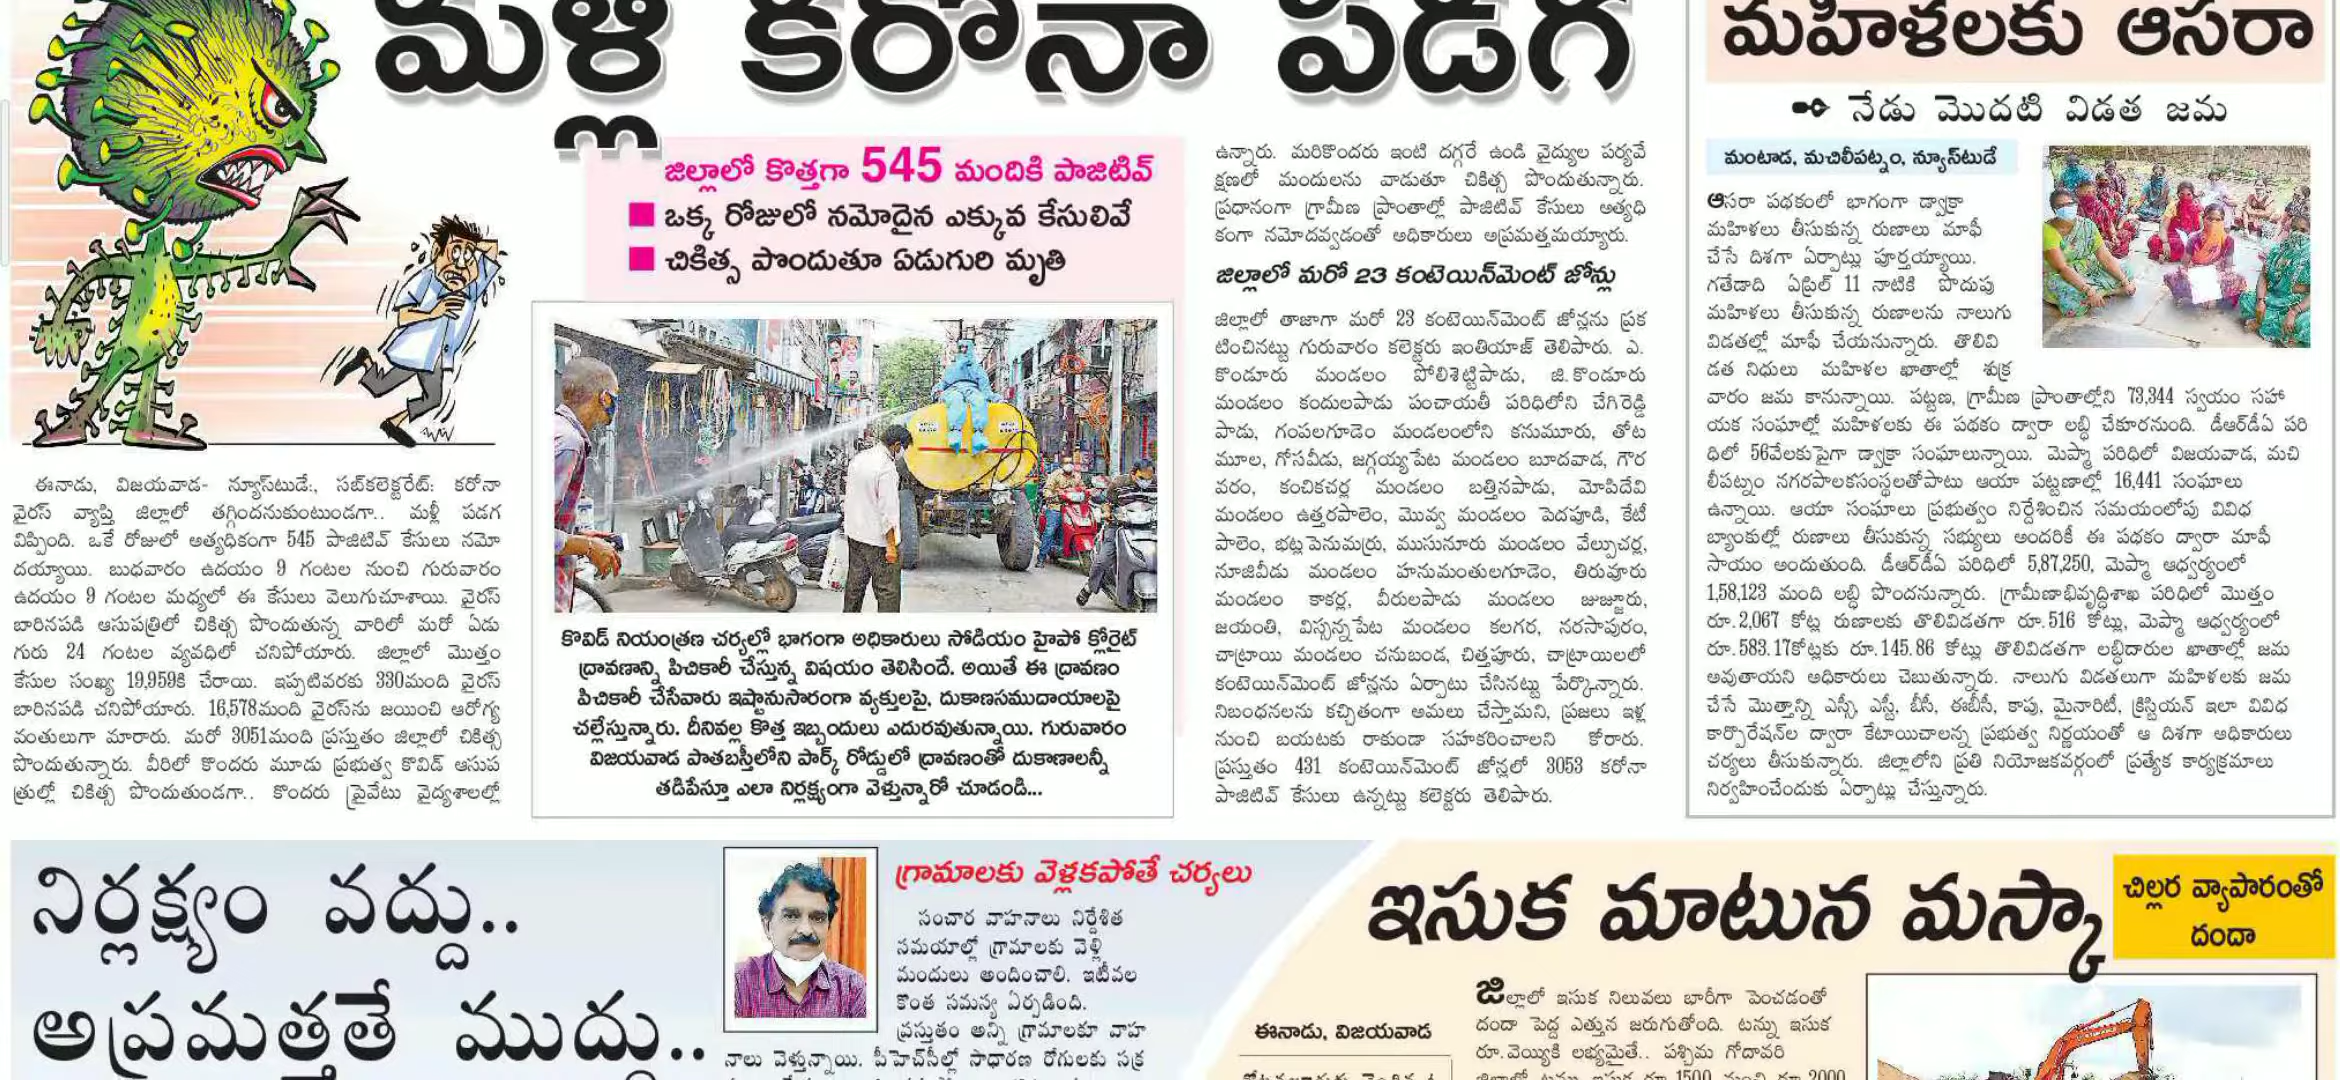 మళ్లీ కరోనా పడగ
జిల్లాలో కొత్తగా 545 మందికి పాజిటివ్
ఒక్క రోజులో నమోదైన ఎక్కువ కేసులివే
చికిత్స పొందుతూ ఏడుగురి మృతి
ఈనాడు, విజయవాడ- న్యూస్‌టుడే:, సబ్‌కలెక్టరేట్: కరోనా
వైరస్ వ్యాప్తి జిల్లాలో తగ్గిందనుకుంటుండగా.. మళ్లీ పడగ
విప్పింది. ఒకే రోజులో అత్యధికంగా 545 పాజిటివ్ కేసులు నమో
దయ్యాయి. బుధవారం ఉదయం 9 గంటల నుంచి గురువారం
ఉదయం 9 గంటల మధ్యలో ఈ కేసులు వెలుగుచూశాయి. వైరస్
బారినపడి ఆసుపత్రిలో చికిత్స పొందుతున్న వారిలో మరో ఏడు
గురు 24 గంటల వ్యవధిలో చనిపోయారు. జిల్లాలో మొత్తం
కేసుల సంఖ్య 19,959కి చేరాయి. ఇప్పటివరకు 330మంది వైరస్
బారినపడి చనిపోయారు. 16,578మంది వైరస్‌ను జయించి ఆరోగ్య
వంతులుగా మారారు. మరో 3051మంది ప్రస్తుతం జిల్లాలో చికిత్స
పొందుతున్నారు. వీరిలో కొందరు మూడు ప్రభుత్వ కొవిడ్ ఆసుప
త్రుల్లో చికిత్స పొందుతుండగా.. కొందరు ప్రైవేటు వైద్యశాలల్లో
కొవిడ్ నియంత్రణ చర్యల్లో భాగంగా అధికారులు సోడియం హైపో క్లోరైట్
ద్రావణాన్ని పిచికారీ చేస్తున్న విషయం తెలిసిందే. అయితే ఈ ద్రావణం
పిచికారీ చేసేవారు ఇష్టానుసారంగా వ్యక్తులపై, దుకాణసముదాయాలపై
చల్లేస్తున్నారు. దీనివల్ల కొత్త ఇబ్బందులు ఎదురవుతున్నాయి. గురువారం
విజయవాడ పాతబస్తీలోని పార్క్ రోడ్డులో ద్రావణంతో దుకాణాలన్నీ
తడిపేస్తూ ఎలా నిర్లక్ష్యంగా వెళ్తున్నారో చూడండి...
ఉన్నారు. మరికొందరు ఇంటి దగ్గరే ఉండి వైద్యుల పర్యవే
క్షణలో మందులను వాడుతూ చికిత్స పొందుతున్నారు.
ప్రధానంగా గ్రామీణ ప్రాంతాల్లో పాజిటివ్ కేసులు అత్యధి
కంగా నమోదవ్వడంతో అధికారులు అప్రమత్తమయ్యారు.
జిల్లాలో మరో 23 కంటెయిన్‌మెంట్ జోన్లు
జిల్లాలో తాజాగా మరో 23 కంటెయిన్‌మెంట్ జోన్లను ప్రక
టించినట్టు గురువారం కలెక్టరు ఇంతియాజ్ తెలిపారు. ఎ.
కొండూరు మండలం పోలిశెట్టిపాడు, జి.కొండూరు
మండలం కందులపాడు పంచాయతీ పరిధిలోని చేగిరెడ్డి
పాడు, గంపలగూడెం మండలంలోని కనుమూరు, తోట
మూల, గోసవీడు, జగ్గయ్యపేట మండలం బూదవాడ, గౌర
వరం, కంచికచర్ల మండలం బత్తినపాడు, మోపిదేవి
మండలం ఉత్తరపాలెం, మొవ్వ మండలం పెదపూడి, కేటీ
పాలెం, భట్లపెనుమర్రు, ముసునూరు మండలం వేల్పుచర్ల,
నూజివీడు మండలం హనుమంతులగూడెం, తిరువూరు
మండలం కాకర్ల, వీరులపాడు మండలం జుజ్జూరు,
జయంతి, విస్సన్నపేట మండలం కలగర, నరసాపురం,
చాట్రాయి మండలం చనుబండ, చిత్తపూరు, చాట్రాయిలలో
కంటెయిన్‌మెంట్ జోన్లను ఏర్పాటు చేసినట్టు పేర్కొన్నారు.
నిబంధనలను కచ్చితంగా అమలు చేస్తామని, ప్రజలు ఇళ్ల
నుంచి బయటకు రాకుండా సహకరించాలని కోరారు.
ప్రస్తుతం 431 కంటెయిన్‌మెంట్ జోన్లలో 3053 కరోనా
పాజిటివ్ కేసులు ఉన్నట్టు కలెక్టరు తెలిపారు.
మహిళలకు ఆసరా
నేడు మొదటి విడత జమ
మంటాడ, మచిలీపట్నం, న్యూస్‌టుడే
ఆసరా పథకంలో భాగంగా డ్వాక్రా
మహిళలు తీసుకున్న రుణాలు మాఫీ
చేసే దిశగా ఏర్పాట్లు పూర్తయ్యాయి.
గతేడాది ఏప్రిల్ 11 నాటికి పొదుపు
మహిళలు తీసుకున్న రుణాలను నాలుగు
విడతల్లో మాఫీ చేయనున్నారు. తొలివి
డత నిధులు మహిళల ఖాతాల్లో శుక్ర
వారం జమ కానున్నాయి. పట్టణ, గ్రామీణ ప్రాంతాల్లోని 73,344 స్వయం సహా
యక సంఘాల్లో మహిళలకు ఈ పథకం ద్వారా లబ్ధి చేకూరనుంది. డీఆర్‌డీఏ పరి
ధిలో 56వేలకుపైగా డ్వాక్రా సంఘాలున్నాయి. మెప్మా పరిధిలో విజయవాడ, మచి
లీపట్నం నగరపాలకసంస్థలతోపాటు ఆయా పట్టణాల్లో 16,441 సంఘాలు
ఉన్నాయి. ఆయా సంఘాలు ప్రభుత్వం నిర్దేశించిన సమయంలోపు వివిధ
బ్యాంకుల్లో రుణాలు తీసుకున్న సభ్యులు అందరికీ ఈ పథకం ద్వారా మాఫీ
సాయం అందుతుంది. డీఆర్‌డీఏ పరిధిలో 5,87,250, మెప్మా ఆధ్వర్యంలో
1,58,123 మంది లబ్ధి పొందనున్నారు. గ్రామీణాభివృద్ధిశాఖ పరిధిలో మొత్తం
రూ.2,067 కోట్ల రుణాలకు తొలివిడతగా రూ.516 కోట్లు, మెప్మా ఆధ్వర్యంలో
రూ.583.17కోట్లకు రూ.145.86 కోట్లు తొలివిడతగా లబ్ధిదారుల ఖాతాల్లో జమ
అవుతాయని అధికారులు చెబుతున్నారు. నాలుగు విడతలుగా మహిళలకు జమ
చేసే మొత్తాన్ని ఎస్సీ, ఎస్టీ, బీసీ, ఈబీసీ, కాపు, మైనారిటీ, క్రిస్టియన్ ఇలా వివిధ
కార్పొరేషన్‌ల ద్వారా కేటాయించాలన్న ప్రభుత్వ నిర్ణయంతో ఆ దిశగా అధికారులు
చర్యలు తీసుకున్నారు. జిల్లాలోని ప్రతి నియోజకవర్గంలో ప్రత్యేక కార్యక్రమాలు
నిర్వహించేందుకు ఏర్పాట్లు చేస్తున్నారు.
నిర్లక్ష్యం వద్దు..
అప్రమత్తతే ముద్దు..
గ్రామాలకు వెళ్లకపోతే చర్యలు
సంచార వాహనాలు నిర్దేశిత
సమయాల్లో గ్రామాలకు వెళ్లి
మందులు అందించాలి. ఇటీవల
కొంత సమస్య ఏర్పడింది.
ప్రస్తుతం అన్ని గ్రామాలకూ వాహ
నాలు వెళ్తున్నాయి. పీహెచ్‌సీల్లో సాధారణ రోగులకు సక్ర
ఇసుక మాటున మస్కా
చిల్లర వ్యాపారంతో
దందా
ఈనాడు, విజయవాడ
జిల్లాలో ఇసుక నిలువలు భారీగా పెంచడంతో
దందా పెద్ద ఎత్తున జరుగుతోంది. టన్ను ఇసుక
రూ.వెయ్యికి లభ్యమైతే.. పశ్చిమ గోదావరి
జిల్లాలో టన్ను ఇసుక రూ.1500 నుంచి రూ.2000